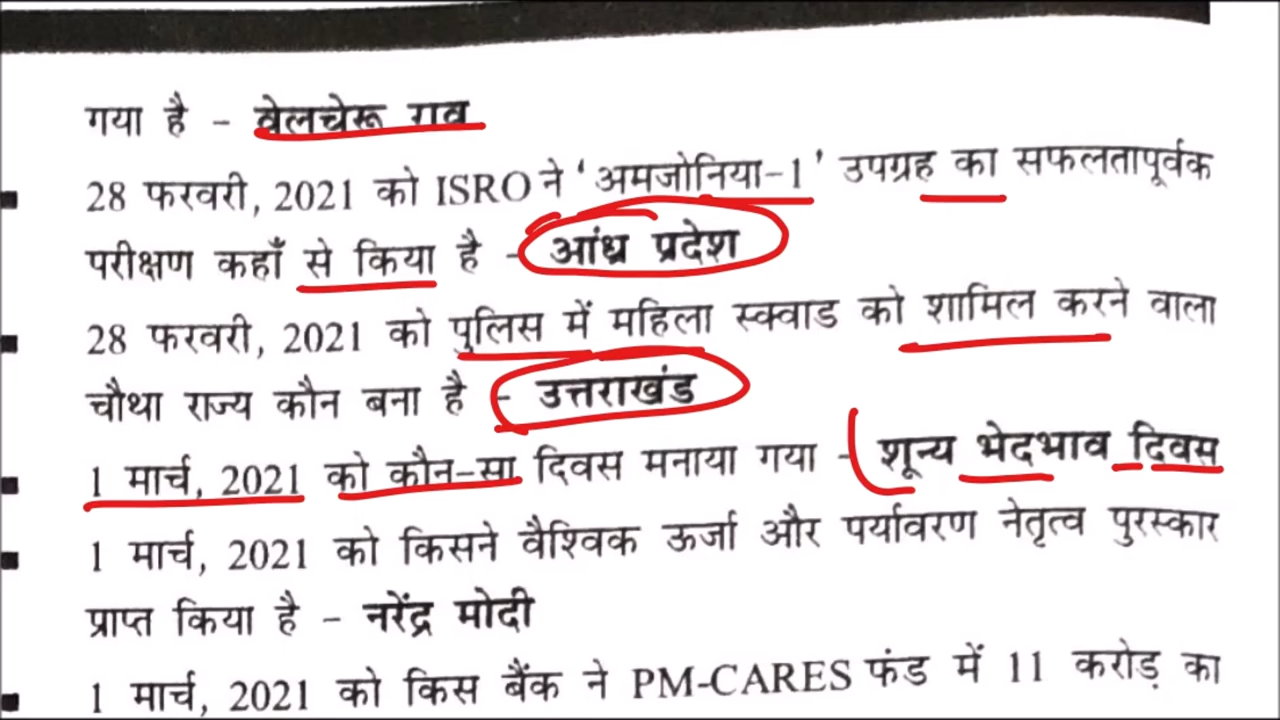 गया है - वेलचेरू राव
28 फरवरी, 2021 को ISRO ने ‘अमजोनिया-1’ उपग्रह का सफलतापूर्वक
परीक्षण कहाँ से किया है - आंध्र प्रदेश
28 फरवरी, 2021 को पुलिस में महिला स्क्वाड को शामिल करने वाला
चौथा राज्य कौन बना है - उत्तराखंड
1 मार्च, 2021 को कौन-सा दिवस मनाया गया - शून्य भेदभाव दिवस
1 मार्च, 2021 को किसने वैश्विक ऊर्जा और पर्यावरण नेतृत्व पुरस्कार
प्राप्त किया है - नरेंद्र मोदी
1 मार्च, 2021 को किस बैंक ने PM-CARES फंड में 11 करोड़ का